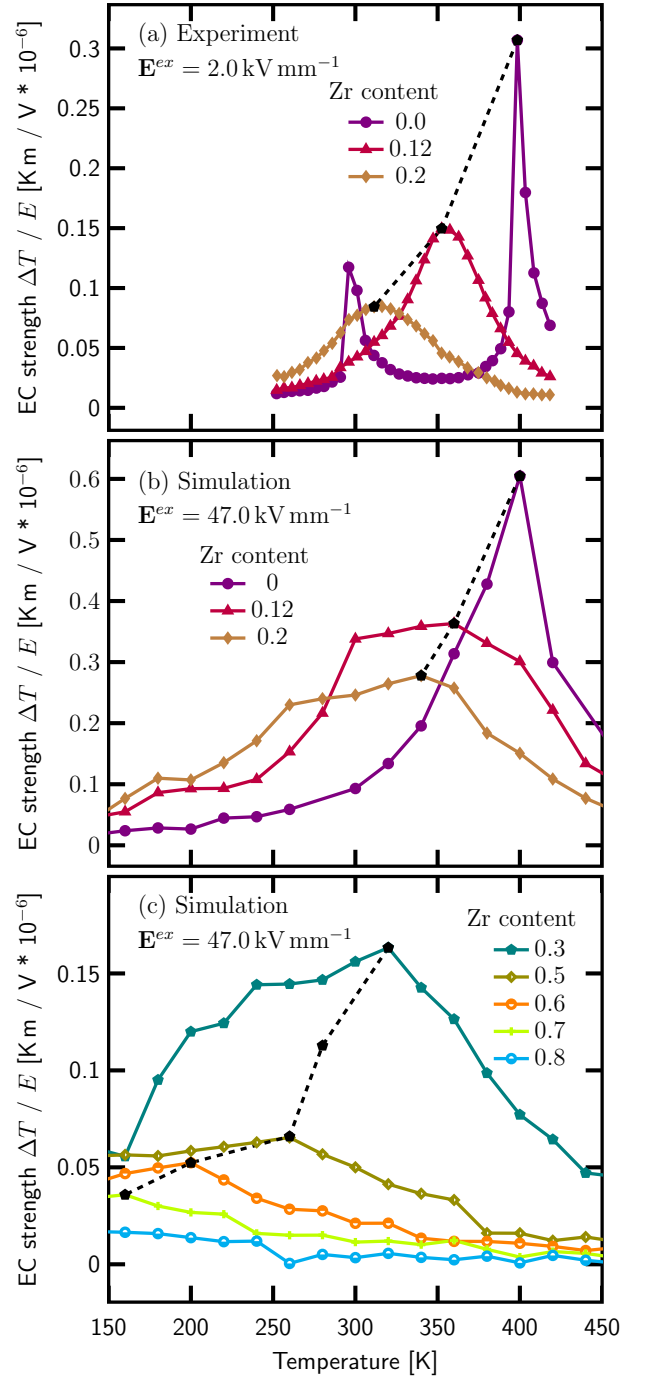 (a) Experiment
E^ex = 2.0 kV mm⁻¹
Zr content
0.0
0.12
0.2
0.3
0.25
0.2
0.15
0.1
0.05
0
EC strength ΔT / E [Km / V * 10⁻⁶]
(b) Simulation
E^ex = 47.0 kV mm⁻¹
Zr content
0
0.12
0.2
0.6
0.5
0.4
0.3
0.2
0.1
0
EC strength ΔT / E [Km / V * 10⁻⁶]
(c) Simulation
E^ex = 47.0 kV mm⁻¹
Zr content
0.3
0.5
0.6
0.7
0.8
0.15
0.1
0.05
0
EC strength ΔT / E [Km / V * 10⁻⁶]
150 200 250 300 350 400 450
Temperature [K]